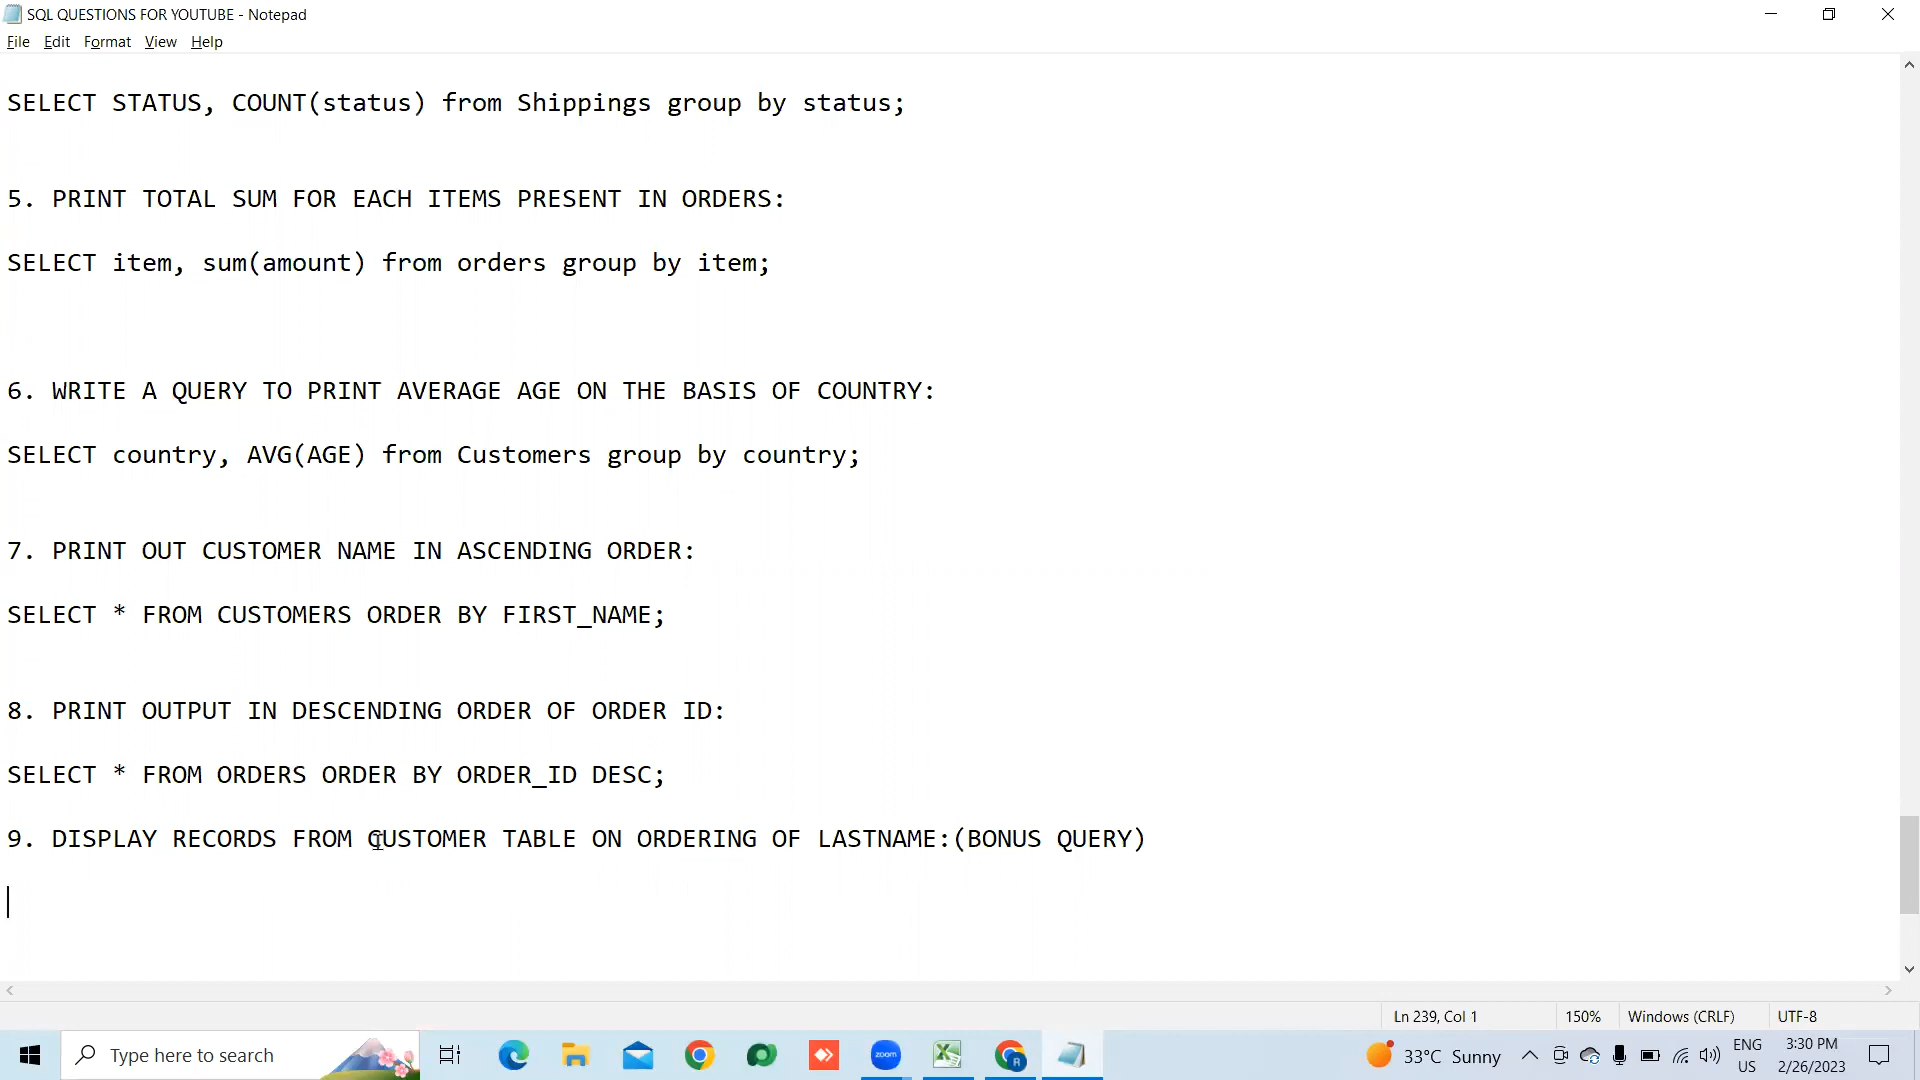 SQL QUESTIONS FOR YOUTUBE - Notepad
File Edit Format View Help
SELECT STATUS, COUNT(status) from Shippings group by status;
5. PRINT TOTAL SUM FOR EACH ITEMS PRESENT IN ORDERS:
SELECT item, sum(amount) from orders group by item;
6. WRITE A QUERY TO PRINT AVERAGE AGE ON THE BASIS OF COUNTRY:
SELECT country, AVG(AGE) from Customers group by country;
7. PRINT OUT CUSTOMER NAME IN ASCENDING ORDER:
SELECT * FROM CUSTOMERS ORDER BY FIRST_NAME;
8. PRINT OUTPUT IN DESCENDING ORDER OF ORDER ID:
SELECT * FROM ORDERS ORDER BY ORDER_ID DESC;
9. DISPLAY RECORDS FROM CUSTOMER TABLE ON ORDERING OF LASTNAME:(BONUS QUERY)
Ln 239, Col 1 150% Windows (CRLF) UTF-8
Type here to search zoom R 33°C Sunny ENG 3:30 PM
US 2/26/2023